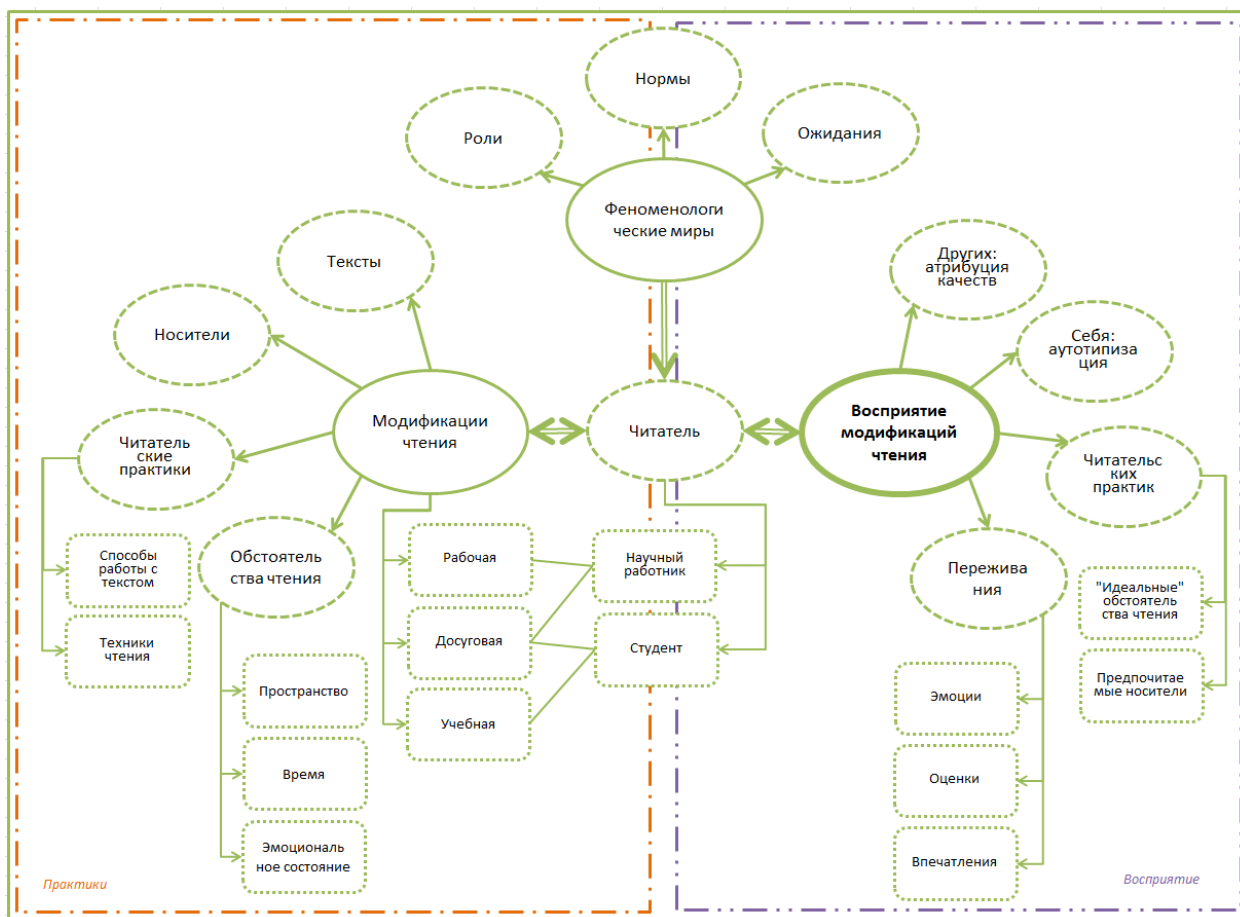 Нормы
Роли
Ожидания
Феноменологи
ческие миры
Тексты
Других:
атрибуция
качеств
Носители
Себя:
аутотипиза
ция
Модификации
чтения
Читатель
Восприятие
модификаций
чтения
Читатель
ские
практики
Читательс
ких
практик
Способы
работы с
текстом
Обстоятель
ства чтения
Рабочая
Научный
работник
Пережива
ния
"Идеальные"
обстоятель
ства чтения
Техники
чтения
Досуговая
Студент
Пространство
Учебная
Эмоции
Предпочитае
мые носители
Время
Оценки
Эмоциональ
ное состояние
Впечатления
Практики
Восприятие